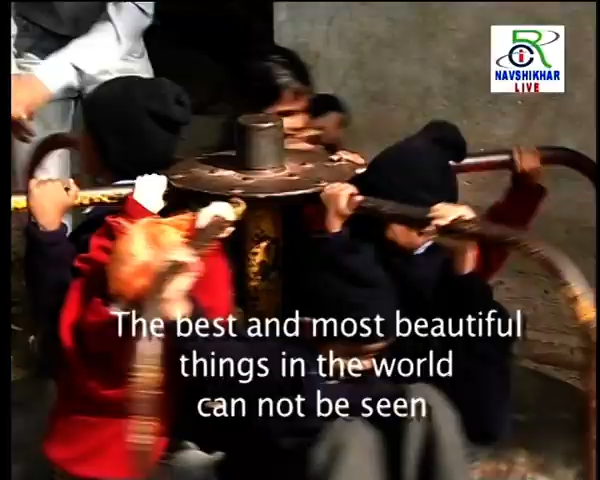 R
NAVSHIKHAR
LIVE
The best and most beautiful
things in the world
can not be seen